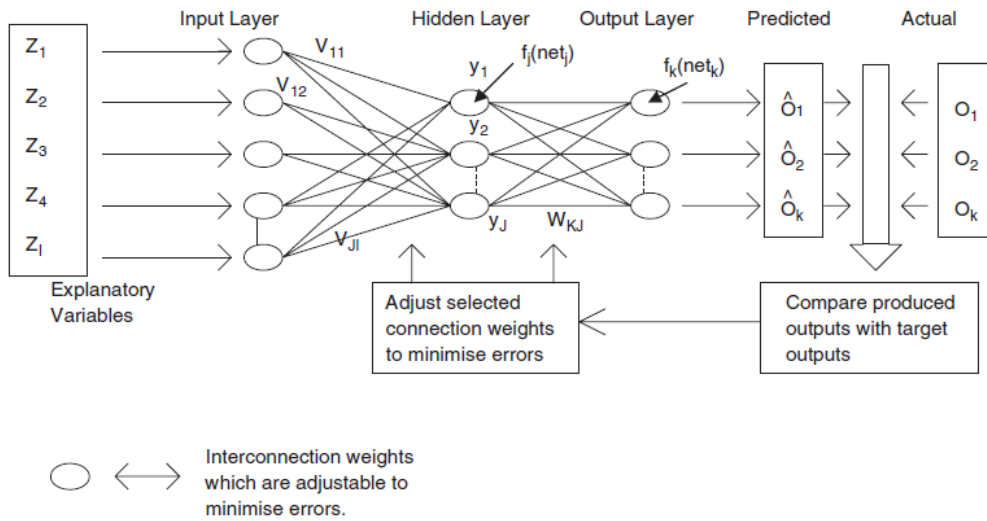 Input Layer
Hidden Layer
Output Layer
Predicted
Actual
Z1
Z2
Z3
Z4
ZI
Explanatory
Variables
V11
V12
VJI
y1
y2
yJ
fj(netj)
WKJ
fk(netk)
Ô1
Ô2
Ôk
O1
O2
Ok
Adjust selected
connection weights
to minimise errors
Compare produced
outputs with target
outputs
Interconnection weights
which are adjustable to
minimise errors.